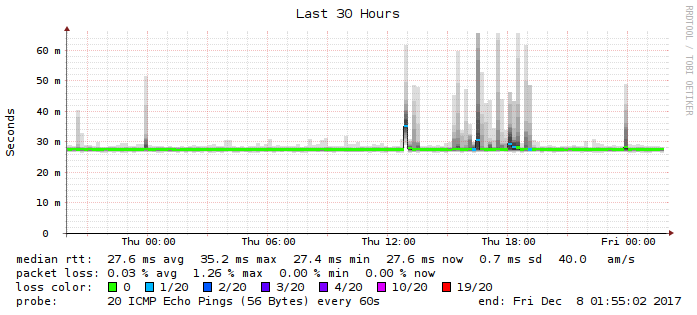 Last 30 Hours
RRDTOOL / TOBI OETIKER
Seconds
60 m
50 m
40 m
30 m
20 m
10 m
0
Thu 00:00 Thu 06:00 Thu 12:00 Thu 18:00 Fri 00:00
median rtt: 27.6 ms avg 35.2 ms max 27.4 ms min 27.6 ms now 0.7 ms sd 40.0 am/s
packet loss: 0.03 % avg 1.26 % max 0.00 % min 0.00 % now
loss color: 0 1/20 2/20 3/20 4/20 10/20 19/20
probe: 20 ICMP Echo Pings (56 Bytes) every 60s end: Fri Dec 8 01:55:02 2017